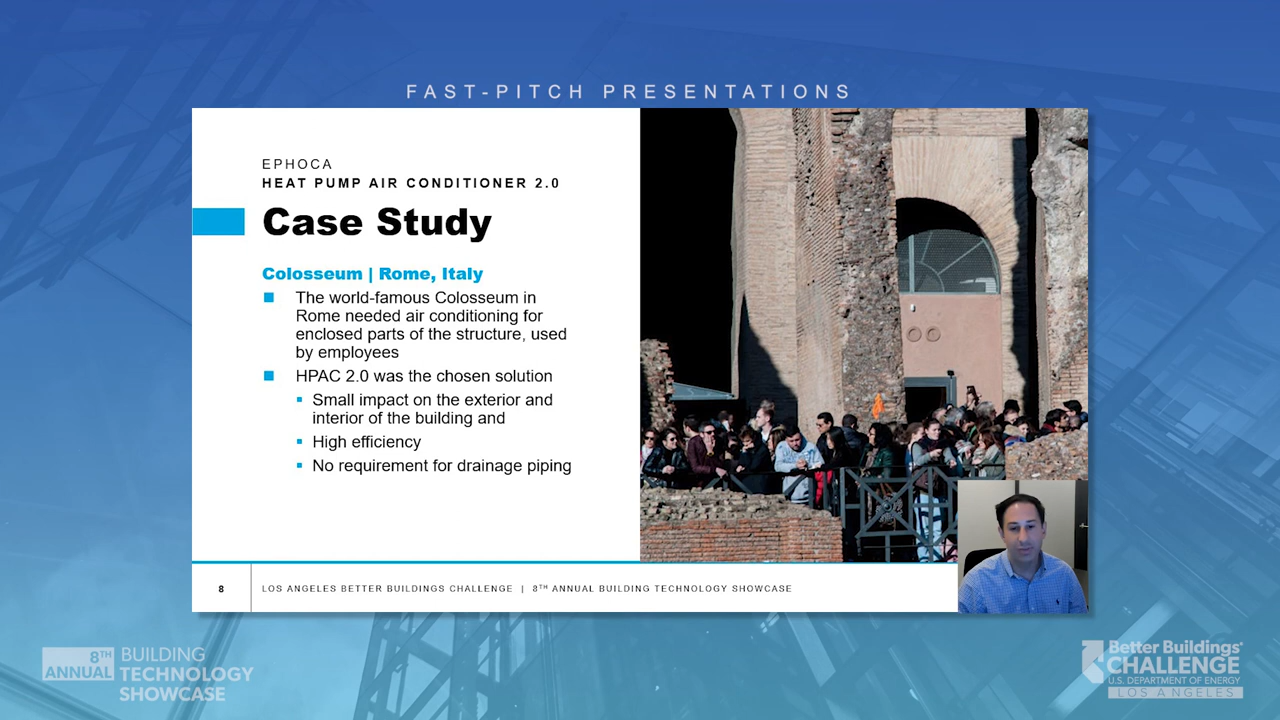 FAST-PITCH PRESENTATIONS
EPHOCA
HEAT PUMP AIR CONDITIONER 2.0
Case Study
Colosseum | Rome, Italy
The world-famous Colosseum in
Rome needed air conditioning for
enclosed parts of the structure, used
by employees
HPAC 2.0 was the chosen solution
Small impact on the exterior and
interior of the building and
High efficiency
No requirement for drainage piping
8
LOS ANGELES BETTER BUILDINGS CHALLENGE | 8TH ANNUAL BUILDING TECHNOLOGY SHOWCASE
8TH
ANNUAL
BUILDING
TECHNOLOGY
SHOWCASE
Better Buildings®
CHALLENGE
U.S. DEPARTMENT OF ENERGY
LOS ANGELES